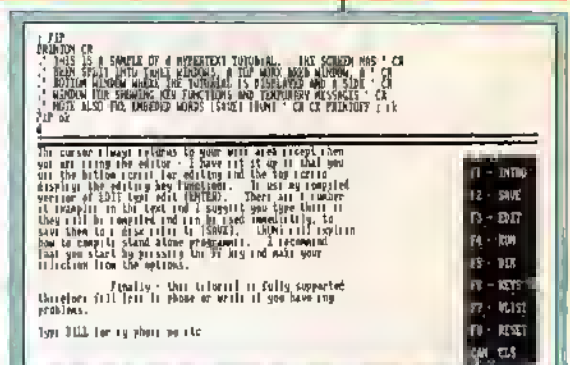 : PIP
PRINTON CR
." THIS IS A SAMPLE OF A HYPERTEXT TUTORIAL. THE SCREEN HAS " CR
." BEEN SPLIT INTO THREE WINDOWS, A TOP WORK AREA WINDOW, A " CR
." BOTTOM WINDOW WHERE THE TUTORIAL IS DISPLAYED AND A SIDE " CR
." WINDOW FOR SHOWING KEY FUNCTIONS AND TEMPORARY MESSAGES " CR
." NOTE ALSO THE IMBEDED WORDS [SAVE] [RUN] " CR CR PRINTOFF ; ok
PIP ok
The cursor always returns to your work area except when
you are using the editor - I have set it up so that you
use the bottom screen for editing and the top screen
displays the editing key functions. To use my compiled
version of EDIT type edit [ENTER]. There are a number
of examples in the text and I suggest you type them in
they will be compiled and can be used immediately, to
save them to a disc refer to [SAVE]. [RUN] will explain
how to compile stand alone programmes. I recommend
that you start by pressing the F1 key and make your
selection from the options.
Finally - this tutorial is fully supported
therefore feel free to phone or write if you have any
problems.
Type BILL for my phone no etc
F1 - INTRO
F2 - SAVE
F3 - EDIT
F4 - RUN
F5 - DIR
F6 - KEYS
F7 - VLIST
F8 - RESET
CLS